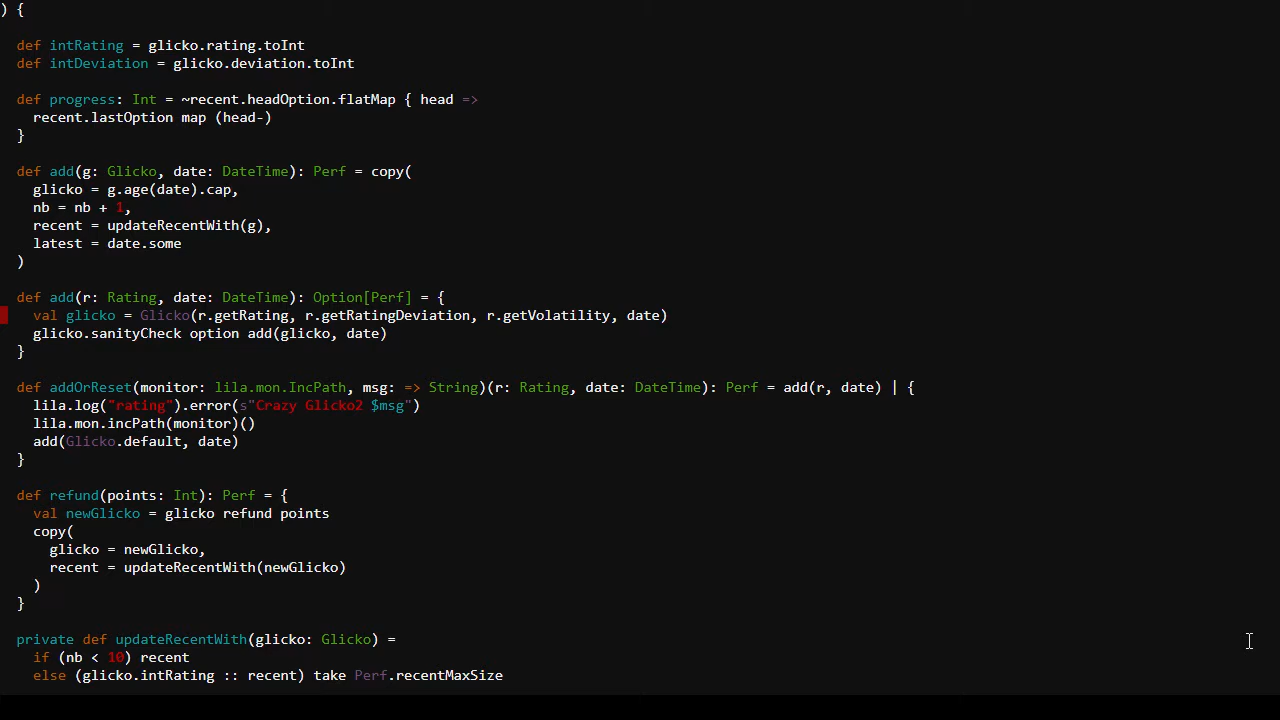 ) {
def intRating = glicko.rating.toInt
def intDeviation = glicko.deviation.toInt
def progress: Int = ~recent.headOption.flatMap { head =>
recent.lastOption map (head-)
}
def add(g: Glicko, date: DateTime): Perf = copy(
glicko = g.age(date).cap,
nb = nb + 1,
recent = updateRecentWith(g),
latest = date.some
)
def add(r: Rating, date: DateTime): Option[Perf] = {
val glicko = Glicko(r.getRating, r.getRatingDeviation, r.getVolatility, date)
glicko.sanityCheck option add(glicko, date)
}
def addOrReset(monitor: lila.mon.IncPath, msg: => String)(r: Rating, date: DateTime): Perf = add(r, date) | {
lila.log("rating").error(s"Crazy Glicko2 $msg")
lila.mon.incPath(monitor)()
add(Glicko.default, date)
}
def refund(points: Int): Perf = {
val newGlicko = glicko refund points
copy(
glicko = newGlicko,
recent = updateRecentWith(newGlicko)
)
}
private def updateRecentWith(glicko: Glicko) =
if (nb < 10) recent
else (glicko.intRating :: recent) take Perf.recentMaxSize